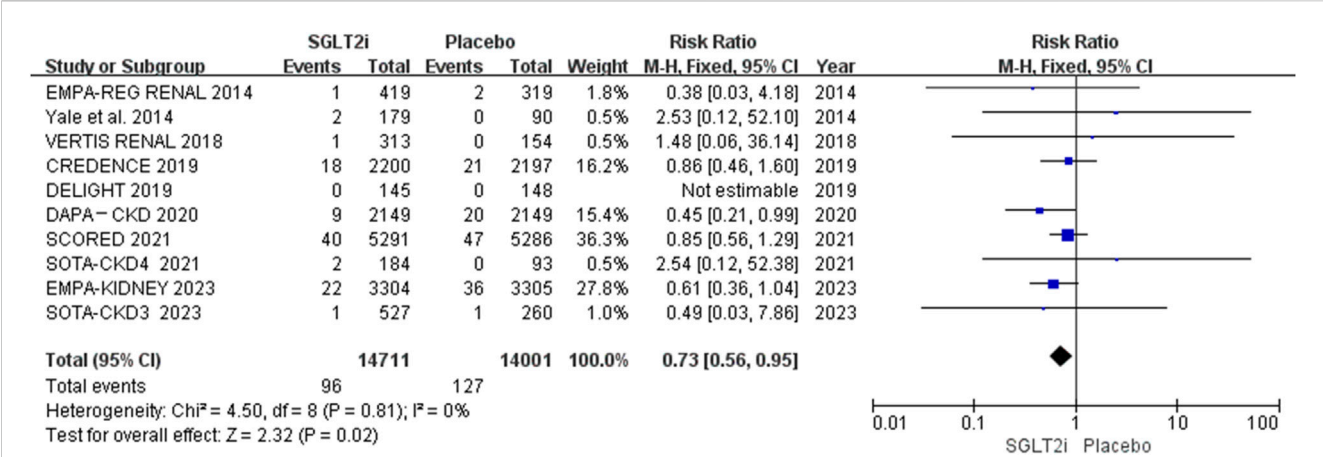 SGLT2i Placebo Risk Ratio Risk Ratio
Study or Subgroup Events Total Events Total Weight M-H, Fixed, 95% CI Year M-H, Fixed, 95% CI
EMPA-REG RENAL 2014 1 419 2 319 1.8% 0.38 [0.03, 4.18] 2014
Yale et al. 2014 2 179 0 90 0.5% 2.53 [0.12, 52.10] 2014
VERTIS RENAL 2018 1 313 0 154 0.5% 1.48 [0.06, 36.14] 2018
CREDENCE 2019 18 2200 21 2197 16.2% 0.86 [0.46, 1.60] 2019
DELIGHT 2019 0 145 0 148 Not estimable 2019
DAPA－CKD 2020 9 2149 20 2149 15.4% 0.45 [0.21, 0.99] 2020
SCORED 2021 40 5291 47 5286 36.3% 0.85 [0.56, 1.29] 2021
SOTA-CKD4 2021 2 184 0 93 0.5% 2.54 [0.12, 52.38] 2021
EMPA-KIDNEY 2023 22 3304 36 3305 27.8% 0.61 [0.36, 1.04] 2023
SOTA-CKD3 2023 1 527 1 260 1.0% 0.49 [0.03, 7.86] 2023
Total (95% CI) 14711 14001 100.0% 0.73 [0.56, 0.95]
Total events 96 127
Heterogeneity: Chi² = 4.50, df = 8 (P = 0.81); I² = 0%
Test for overall effect: Z = 2.32 (P = 0.02)
0.01 0.1 1 10 100
SGLT2i Placebo